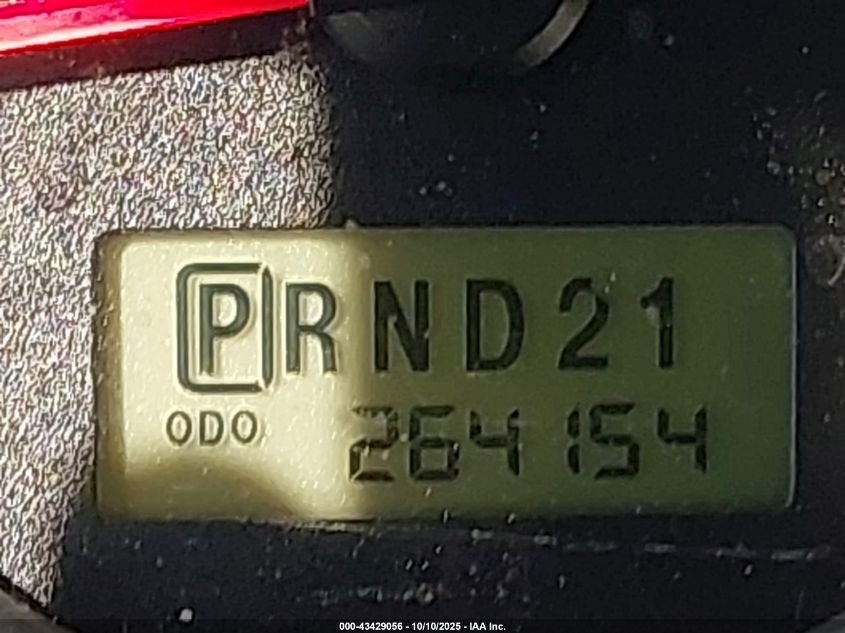 PRND21
ODO 264154
000-43429056 - 10/10/2025 - IAA Inc.